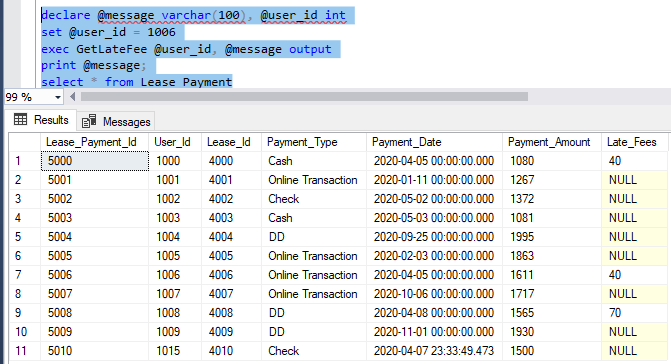 declare @message varchar(100), @user_id int
set @user_id = 1006
exec GetLateFee @user_id, @message output
print @message;
select * from Lease_Payment
99 %
Results Messages
Lease_Payment_Id User_Id Lease_Id Payment_Type Payment_Date Payment_Amount Late_Fees
1 5000 1000 4000 Cash 2020-04-05 00:00:00.000 1080 40
2 5001 1001 4001 Online Transaction 2020-01-11 00:00:00.000 1267 NULL
3 5002 1002 4002 Check 2020-05-02 00:00:00.000 1372 NULL
4 5003 1003 4003 Cash 2020-05-03 00:00:00.000 1081 NULL
5 5004 1004 4004 DD 2020-09-25 00:00:00.000 1995 NULL
6 5005 1005 4005 Online Transaction 2020-02-03 00:00:00.000 1863 NULL
7 5006 1006 4006 Online Transaction 2020-04-05 00:00:00.000 1611 40
8 5007 1007 4007 Online Transaction 2020-10-06 00:00:00.000 1717 NULL
9 5008 1008 4008 DD 2020-04-08 00:00:00.000 1565 70
10 5009 1009 4009 DD 2020-11-01 00:00:00.000 1930 NULL
11 5010 1015 4010 Check 2020-04-07 23:33:49.473 1500 NULL